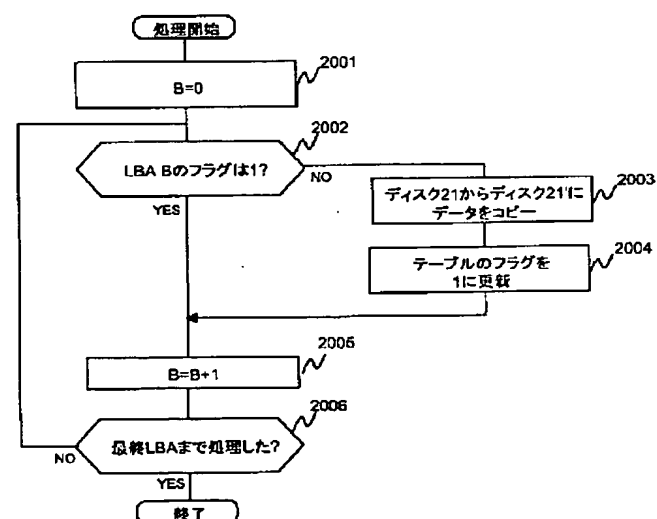 処理開始
2001
B=0
2002
LBA Bのフラグは1?
NO
YES
ディスク21からディスク21'に
データをコピー
2003
テーブルのフラグを
1に更新
2004
2005
B=B+1
2006
最終LBAまで処理した?
NO
YES
終了